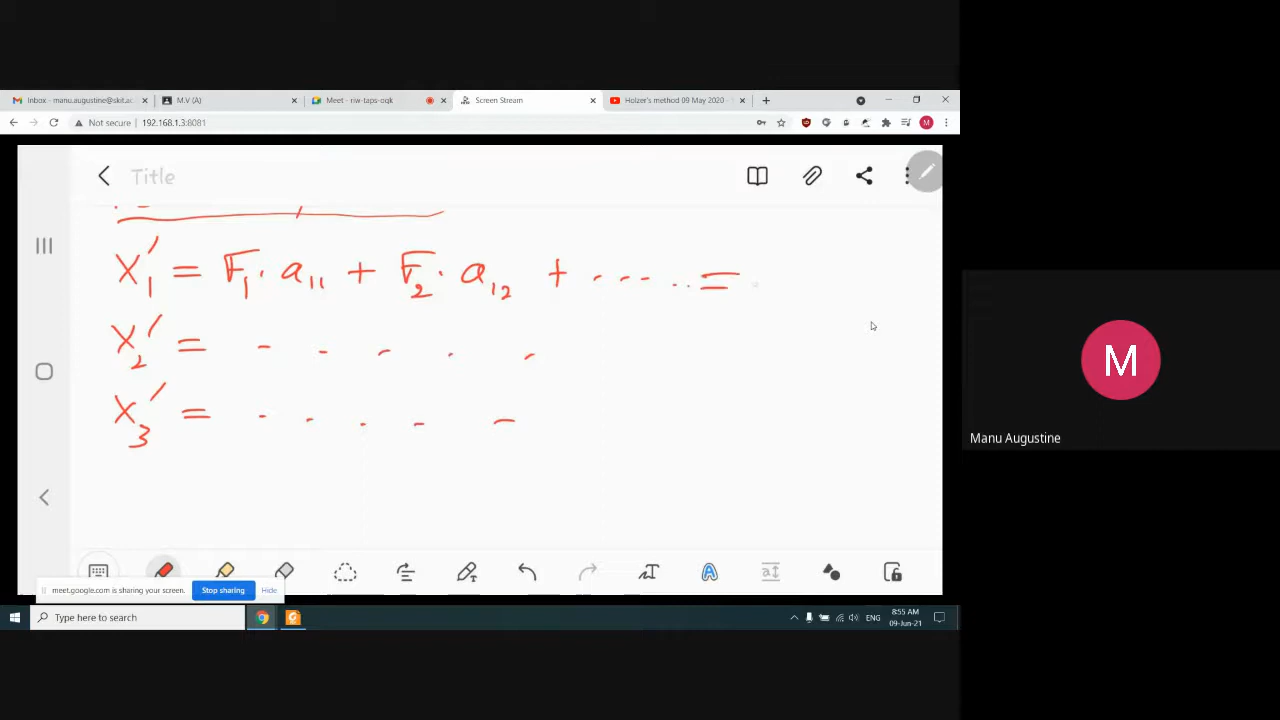 Inbox - manu.augustine@skit.ac
M.V (A)
Meet - riw-taps-oqk
Screen Stream
Holzer's method 09 May 2020 -
Not secure | 192.168.1.3:8081
Title
X₁′ = F₁ · a₁₁ + F₂ · a₁₂ + · · · · · · =
X₂′ = - - - - -
X₃′ = - - - - -
Manu Augustine
M
meet.google.com is sharing your screen. Stop sharing Hide
Type here to search
ENG
8:55 AM
09-Jun-21